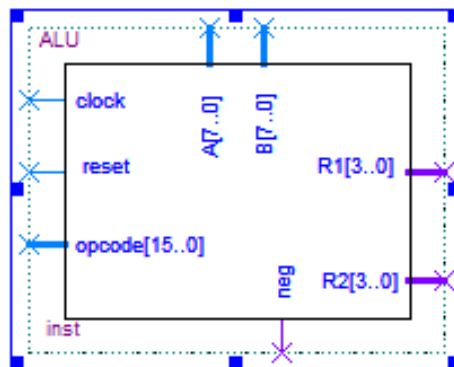 ALU
clock
A[7..0]
B[7..0]
reset
R1[3..0]
opcode[15..0]
neg
R2[3..0]
inst